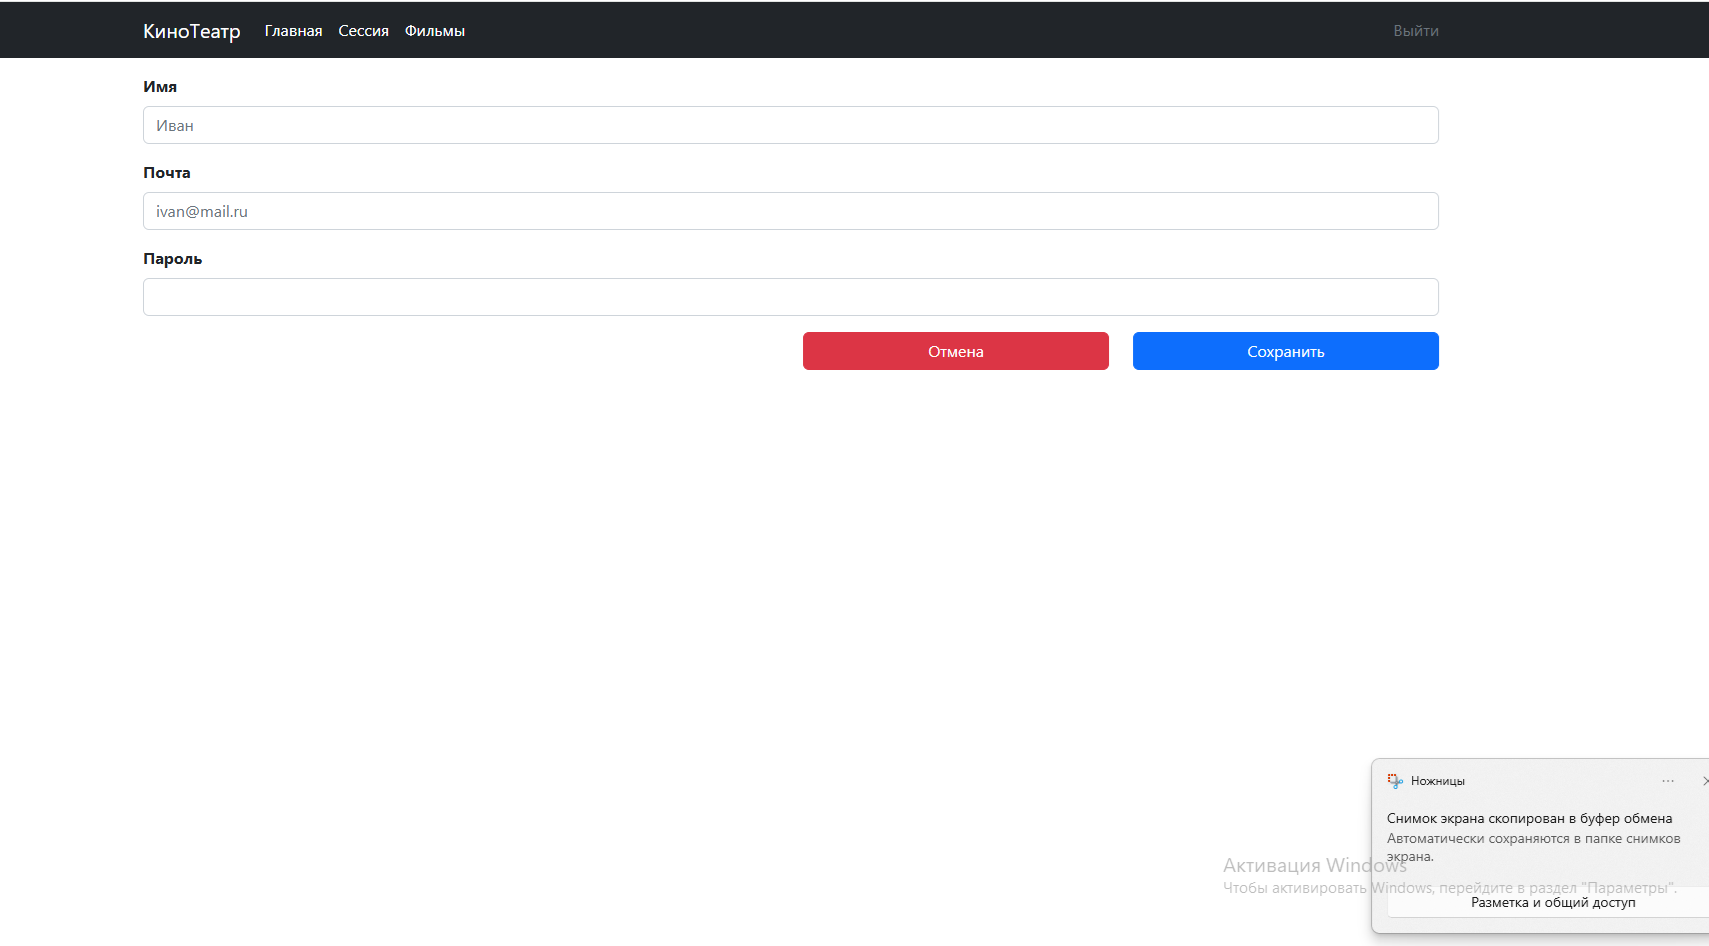 КиноТеатр Главная Сессия Фильмы Выйти
Имя
Иван
Почта
ivan@mail.ru
Пароль
Отмена Сохранить
Ножницы
Снимок экрана скопирован в буфер обмена
Автоматически сохраняются в папке снимков
экрана.
Активация Windows
Чтобы активировать Windows, перейдите в раздел "Параметры".
Разметка и общий доступ